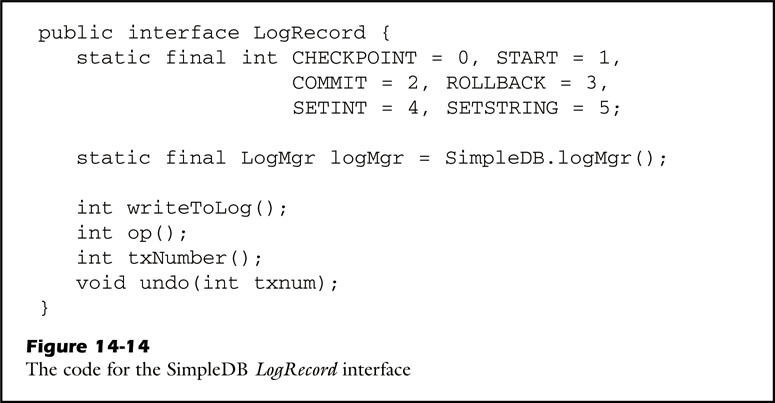 public interface LogRecord {
static final int CHECKPOINT = 0, START = 1,
COMMIT = 2, ROLLBACK = 3,
SETINT = 4, SETSTRING = 5;
static final LogMgr logMgr = SimpleDB.logMgr();
int writeToLog();
int op();
int txNumber();
void undo(int txnum);
}
Figure 14-14
The code for the SimpleDB LogRecord interface